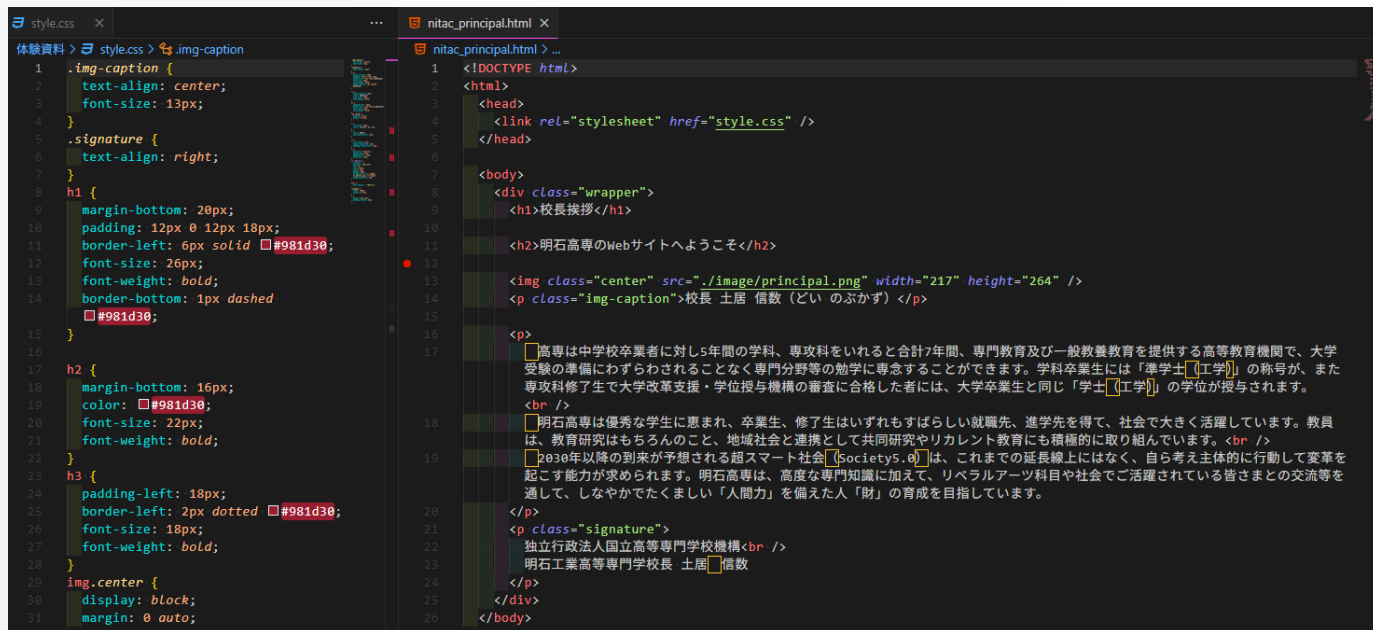 style.css
体験資料 > style.css > .img-caption
1 .img-caption {
2 text-align: center;
3 font-size: 13px;
4 }
5 .signature {
6 text-align: right;
7 }
8 h1 {
9 margin-bottom: 20px;
10 padding: 12px 0 12px 18px;
11 border-left: 6px solid #981d30;
12 font-size: 26px;
13 font-weight: bold;
14 border-bottom: 1px dashed
#981d30;
15 }
16
17 h2 {
18 margin-bottom: 16px;
19 color: #981d30;
20 font-size: 22px;
21 font-weight: bold;
22 }
23 h3 {
24 padding-left: 18px;
25 border-left: 2px dotted #981d30;
26 font-size: 18px;
27 font-weight: bold;
28 }
29 img.center {
30 display: block;
31 margin: 0 auto;
nitac_principal.html
nitac_principal.html > ...
1 <!DOCTYPE html>
2 <html>
3 <head>
4 <link rel="stylesheet" href="style.css" />
5 </head>
6
7 <body>
8 <div class="wrapper">
9 <h1>校長挨拶</h1>
10
11 <h2>明石高専のWebサイトへようこそ</h2>
12
13 <img class="center" src="./image/principal.png" width="217" height="264" />
14 <p class="img-caption">校長 土居 信数（どい のぶかず）</p>
15
16 <p>
17 　高専は中学校卒業者に対し5年間の学科、専攻科をいれると合計7年間、専門教育及び一般教養教育を提供する高等教育機関で、大学
受験の準備にわずらわされることなく専門分野等の勉学に専念することができます。学科卒業生には「準学士（工学）」の称号が、また
専攻科修了生で大学改革支援・学位授与機構の審査に合格した者には、大学卒業生と同じ「学士（工学）」の学位が授与されます。
<br />
18 　明石高専は優秀な学生に恵まれ、卒業生、修了生はいずれもすばらしい就職先、進学先を得て、社会で大きく活躍しています。教員
は、教育研究はもちろんのこと、地域社会と連携として共同研究やリカレント教育にも積極的に取り組んでいます。<br />
19 　2030年以降の到来が予想される超スマート社会（Society5.0）は、これまでの延長線上にはなく、自ら考え主体的に行動して変革を
起こす能力が求められます。明石高専は、高度な専門知識に加えて、リベラルアーツ科目や社会でご活躍されている皆さまとの交流等を
通して、しなやかでたくましい「人間力」を備えた人「財」の育成を目指しています。
20 </p>
21 <p class="signature">
22 独立行政法人国立高等専門学校機構<br />
23 明石工業高等専門学校長 土居　信数
24 </p>
25 </div>
26 </body>